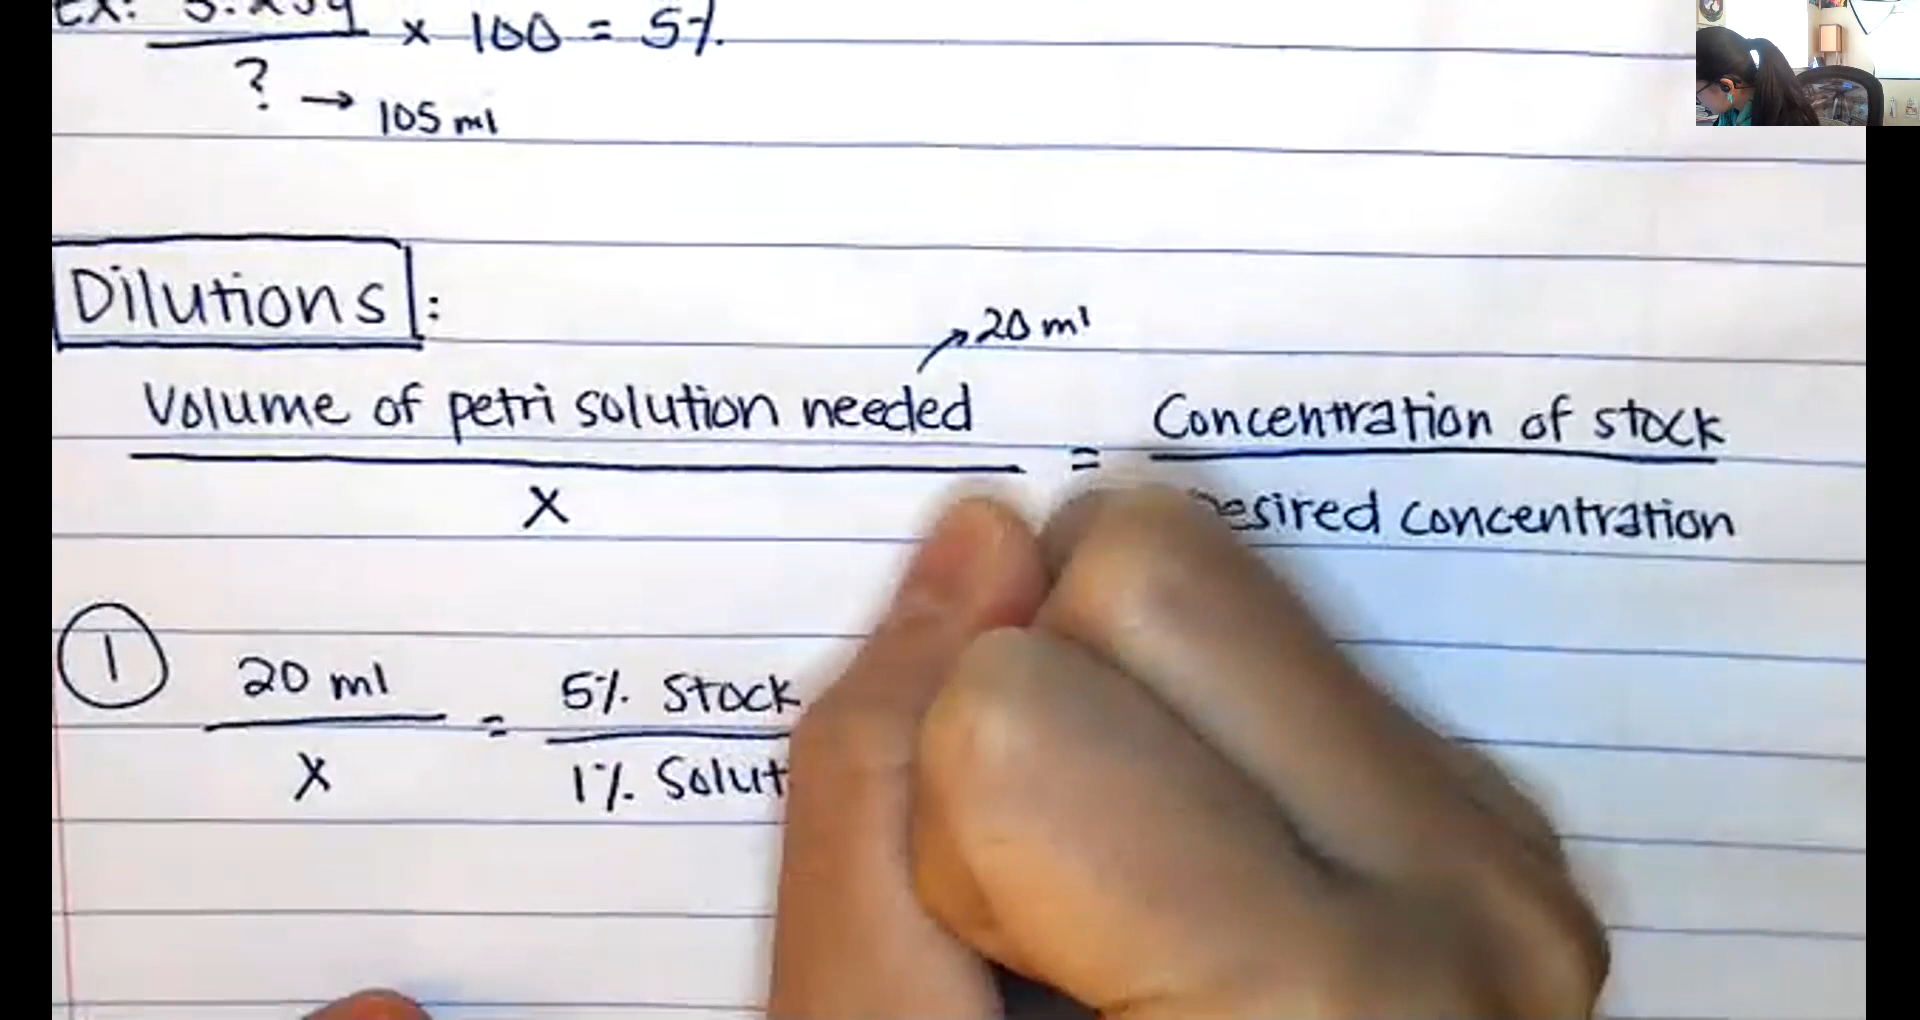 x 100 = 5%
? → 105 ml
Dilutions:
→ 20 ml
Volume of petri solution needed = Concentration of stock
X esired concentration
1 20 ml = 5% Stock
X 1% Solut